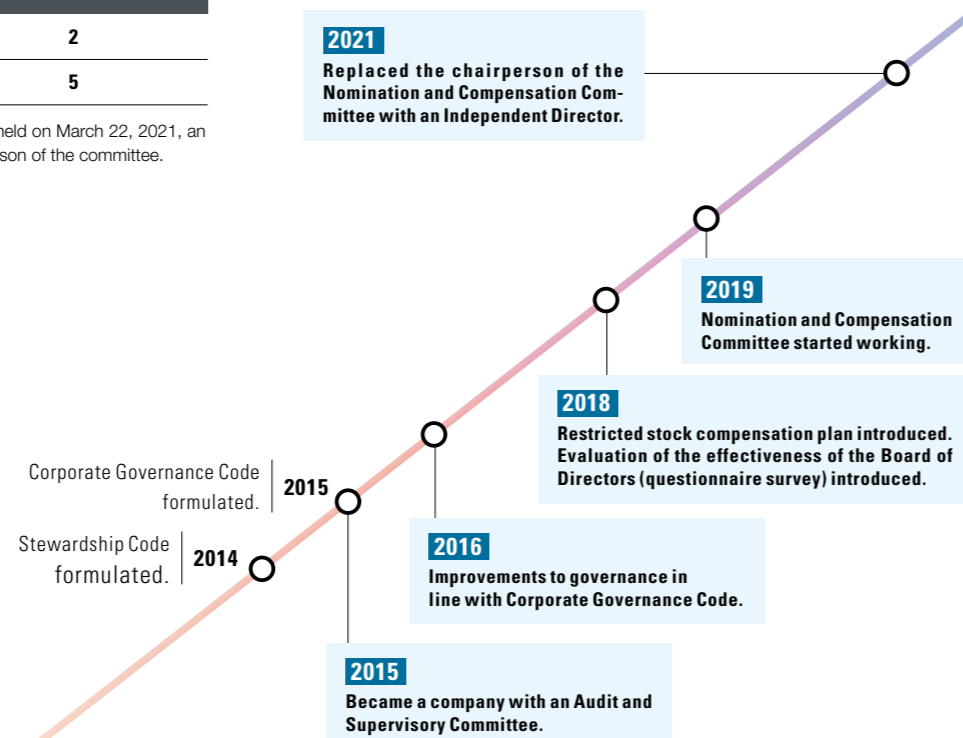 2
5
held on March 22, 2021, an
son of the committee.
2021
Replaced the chairperson of the
Nomination and Compensation Com-
mittee with an Independent Director.
2019
Nomination and Compensation
Committee started working.
2018
Restricted stock compensation plan introduced.
Evaluation of the effectiveness of the Board of
Directors (questionnaire survey) introduced.
Corporate Governance Code
formulated.
2015
Stewardship Code
formulated.
2014
2016
Improvements to governance in
line with Corporate Governance Code.
2015
Became a company with an Audit and
Supervisory Committee.